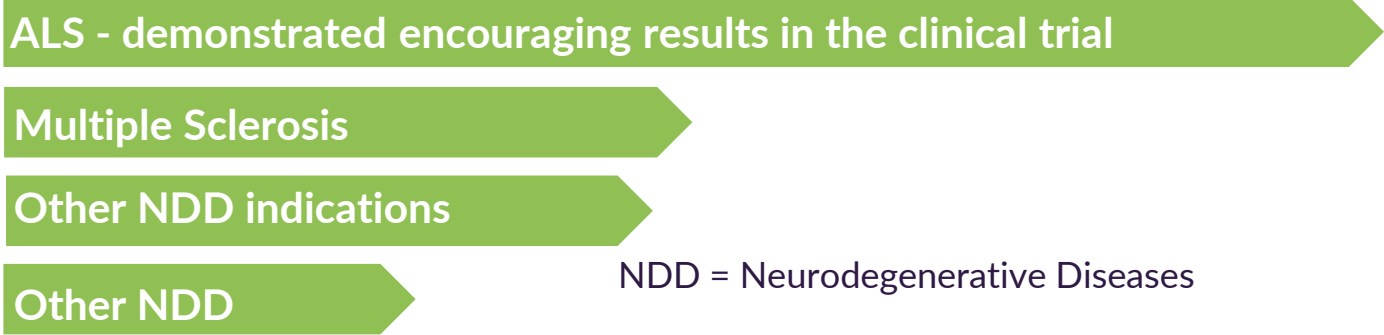 ALS - demonstrated encouraging results in the clinical trial
Multiple Sclerosis
Other NDD indications
NDD = Neurodegenerative Diseases
Other NDD